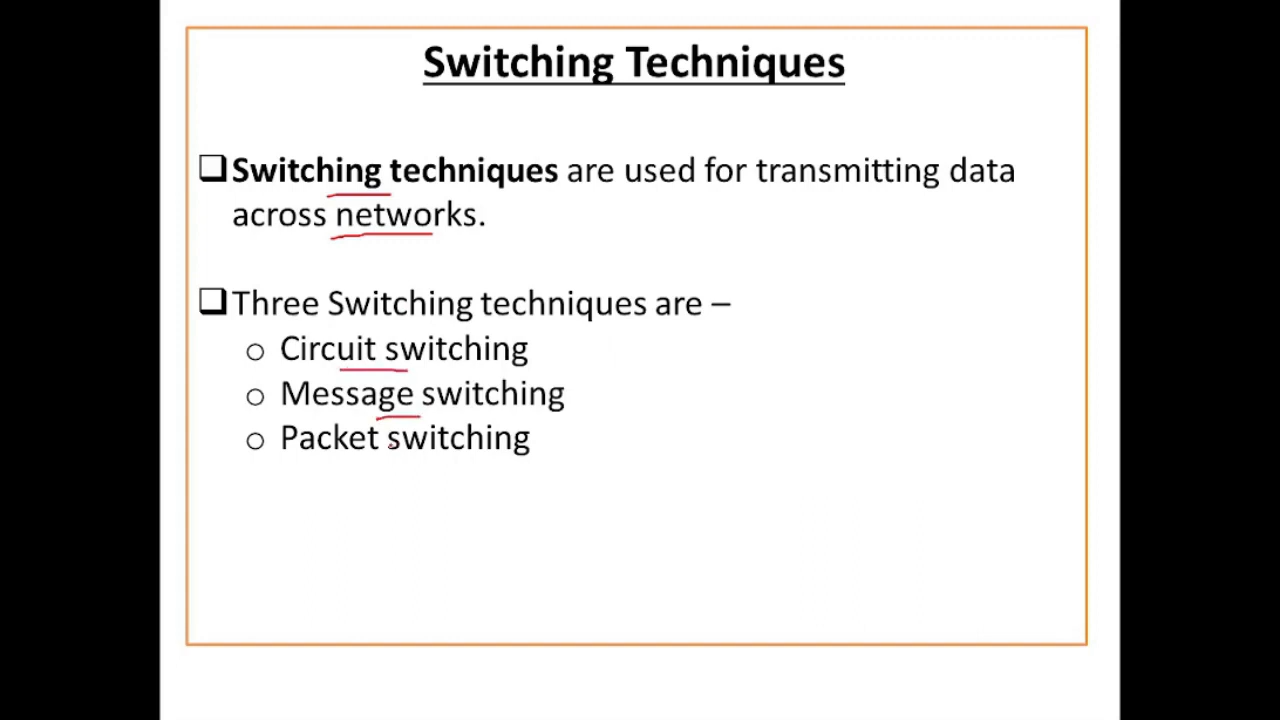 Switching Techniques
❑Switching techniques are used for transmitting data
across networks.
❑Three Switching techniques are –
o Circuit switching
o Message switching
o Packet switching